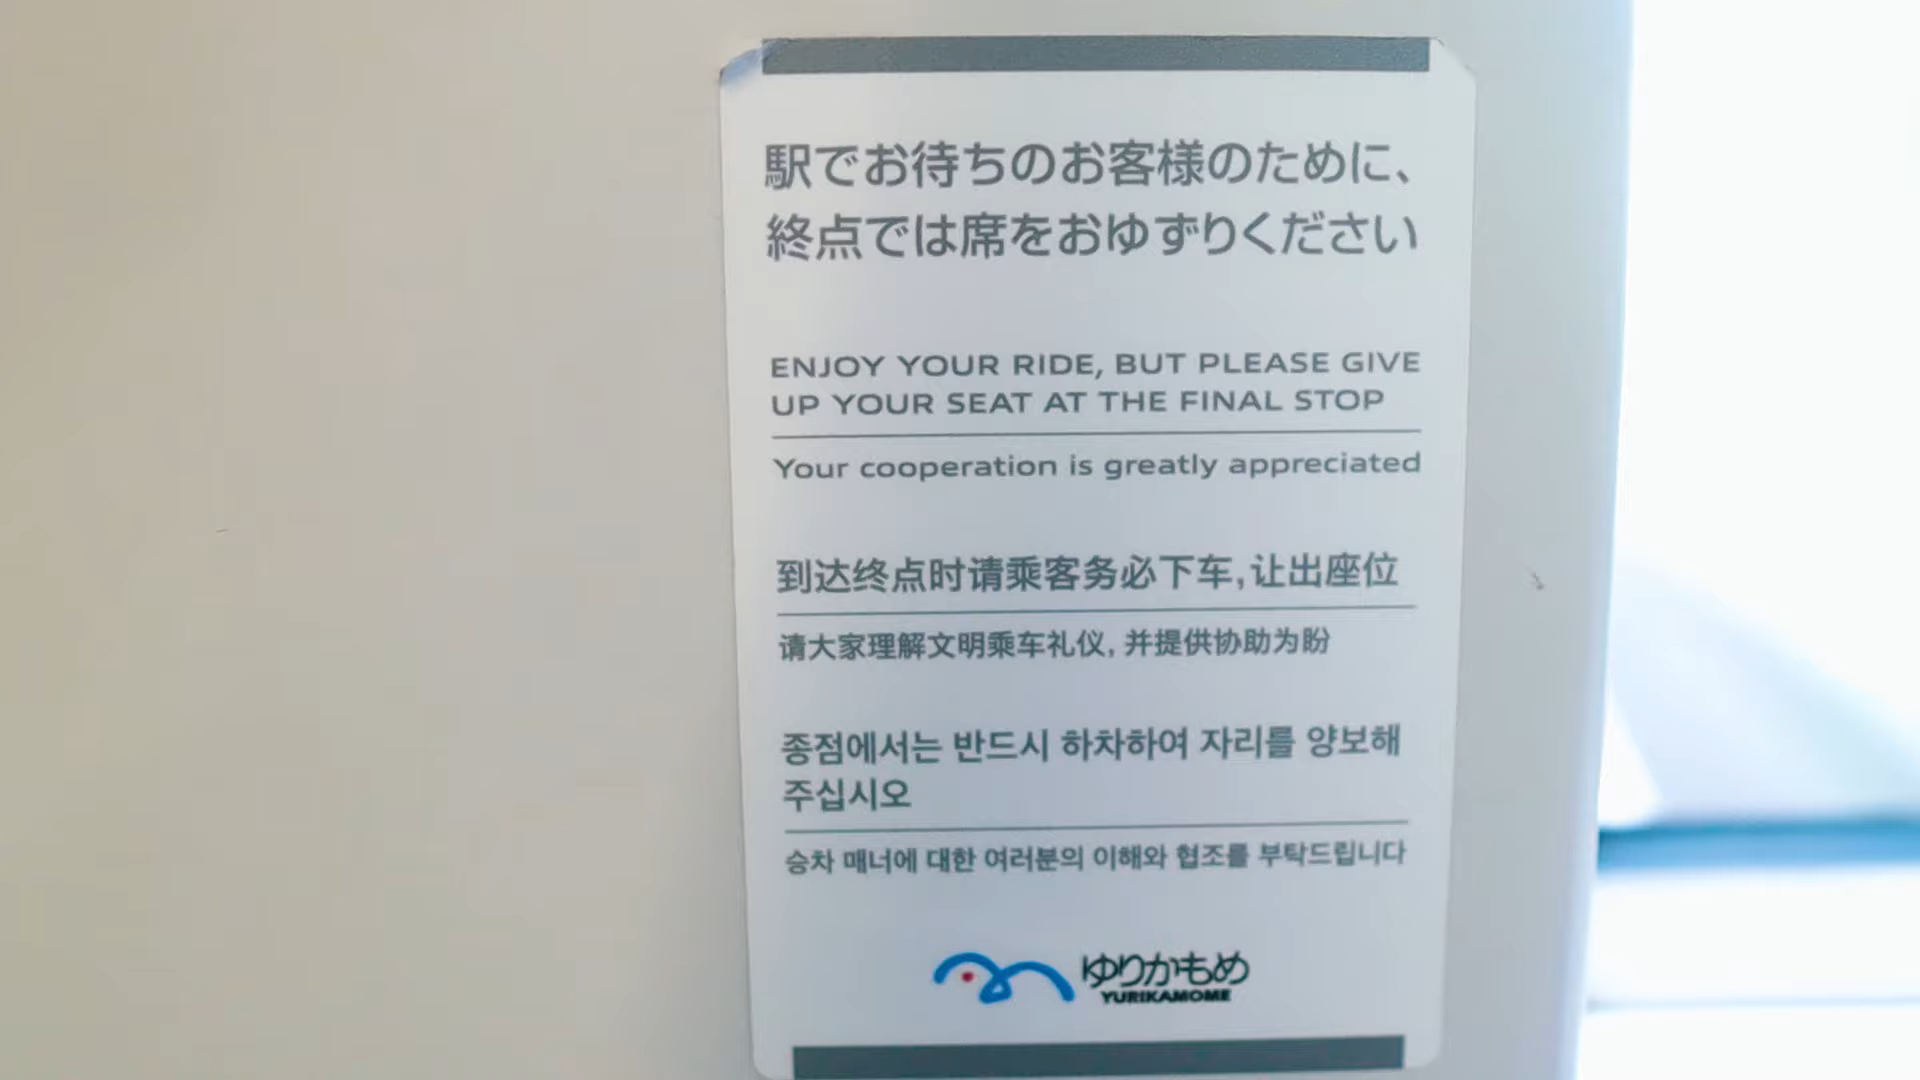 駅でお待ちのお客様のために、
終点では席をおゆずりください
ENJOY YOUR RIDE, BUT PLEASE GIVE
UP YOUR SEAT AT THE FINAL STOP
Your cooperation is greatly appreciated
到达终点时请乘客务必下车,让出座位
请大家理解文明乘车礼仪,并提供协助为盼
종점에서는 반드시 하차하여 자리를 양보해
주십시오
승차 매너에 대한 여러분의 이해와 협조를 부탁드립니다
ゆりかもめ
YURIKAMOME